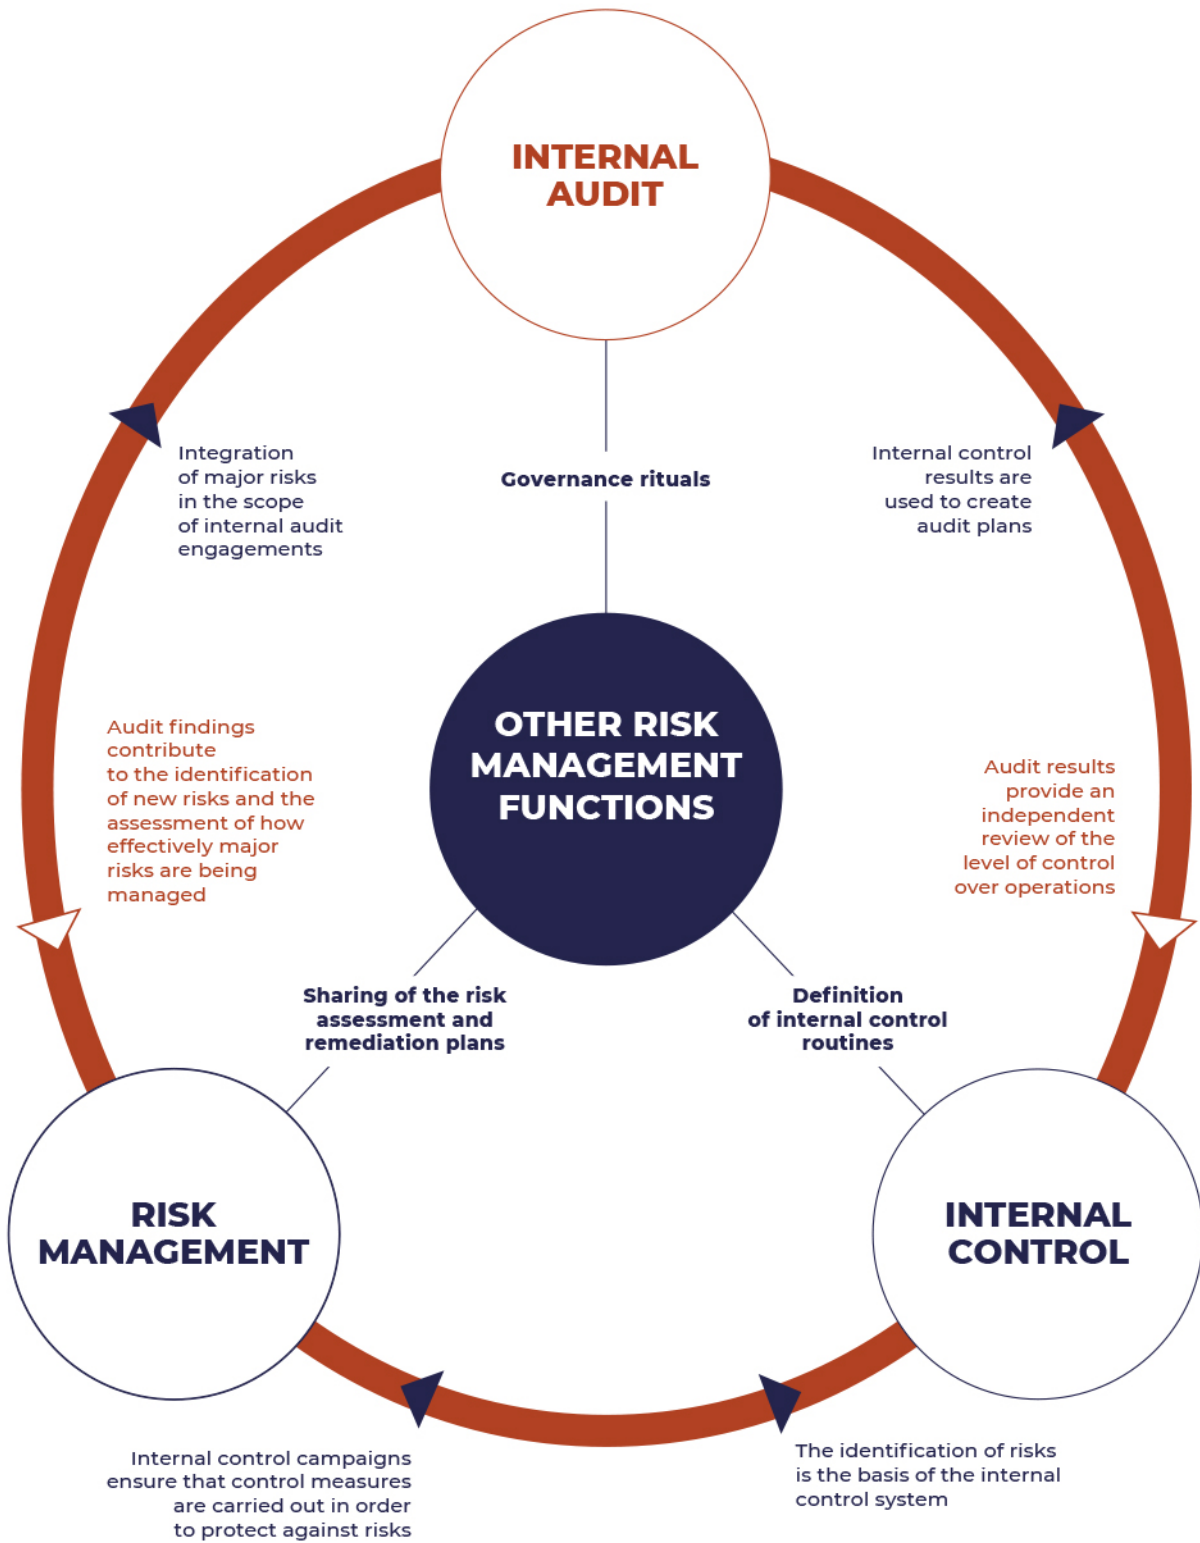 INTERNAL
AUDIT
Integration
of major risks
in the scope
of internal audit
engagements
Governance rituals
Internal control
results are
used to create
audit plans
Audit findings
contribute
to the identification
of new risks and the
assessment of how
effectively major
risks are being
managed
OTHER RISK
MANAGEMENT
FUNCTIONS
Audit results
provide an
independent
review of the
level of control
over operations
Sharing of the risk
assessment and
remediation plans
Definition
of internal control
routines
RISK
MANAGEMENT
INTERNAL
CONTROL
Internal control campaigns
ensure that control measures
are carried out in order
to protect against risks
The identification of risks
is the basis of the internal
control system